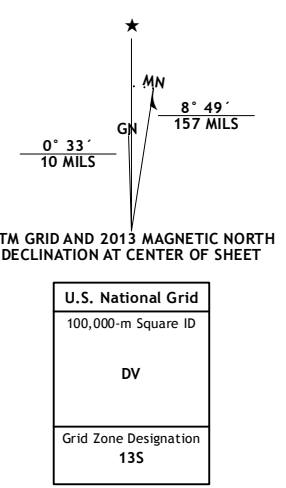 ★
MN
8° 49´
157 MILS
GN
0° 33´
10 MILS
TM GRID AND 2013 MAGNETIC NORTH
DECLINATION AT CENTER OF SHEET
U.S. National Grid
100,000-m Square ID
DV
Grid Zone Designation
13S